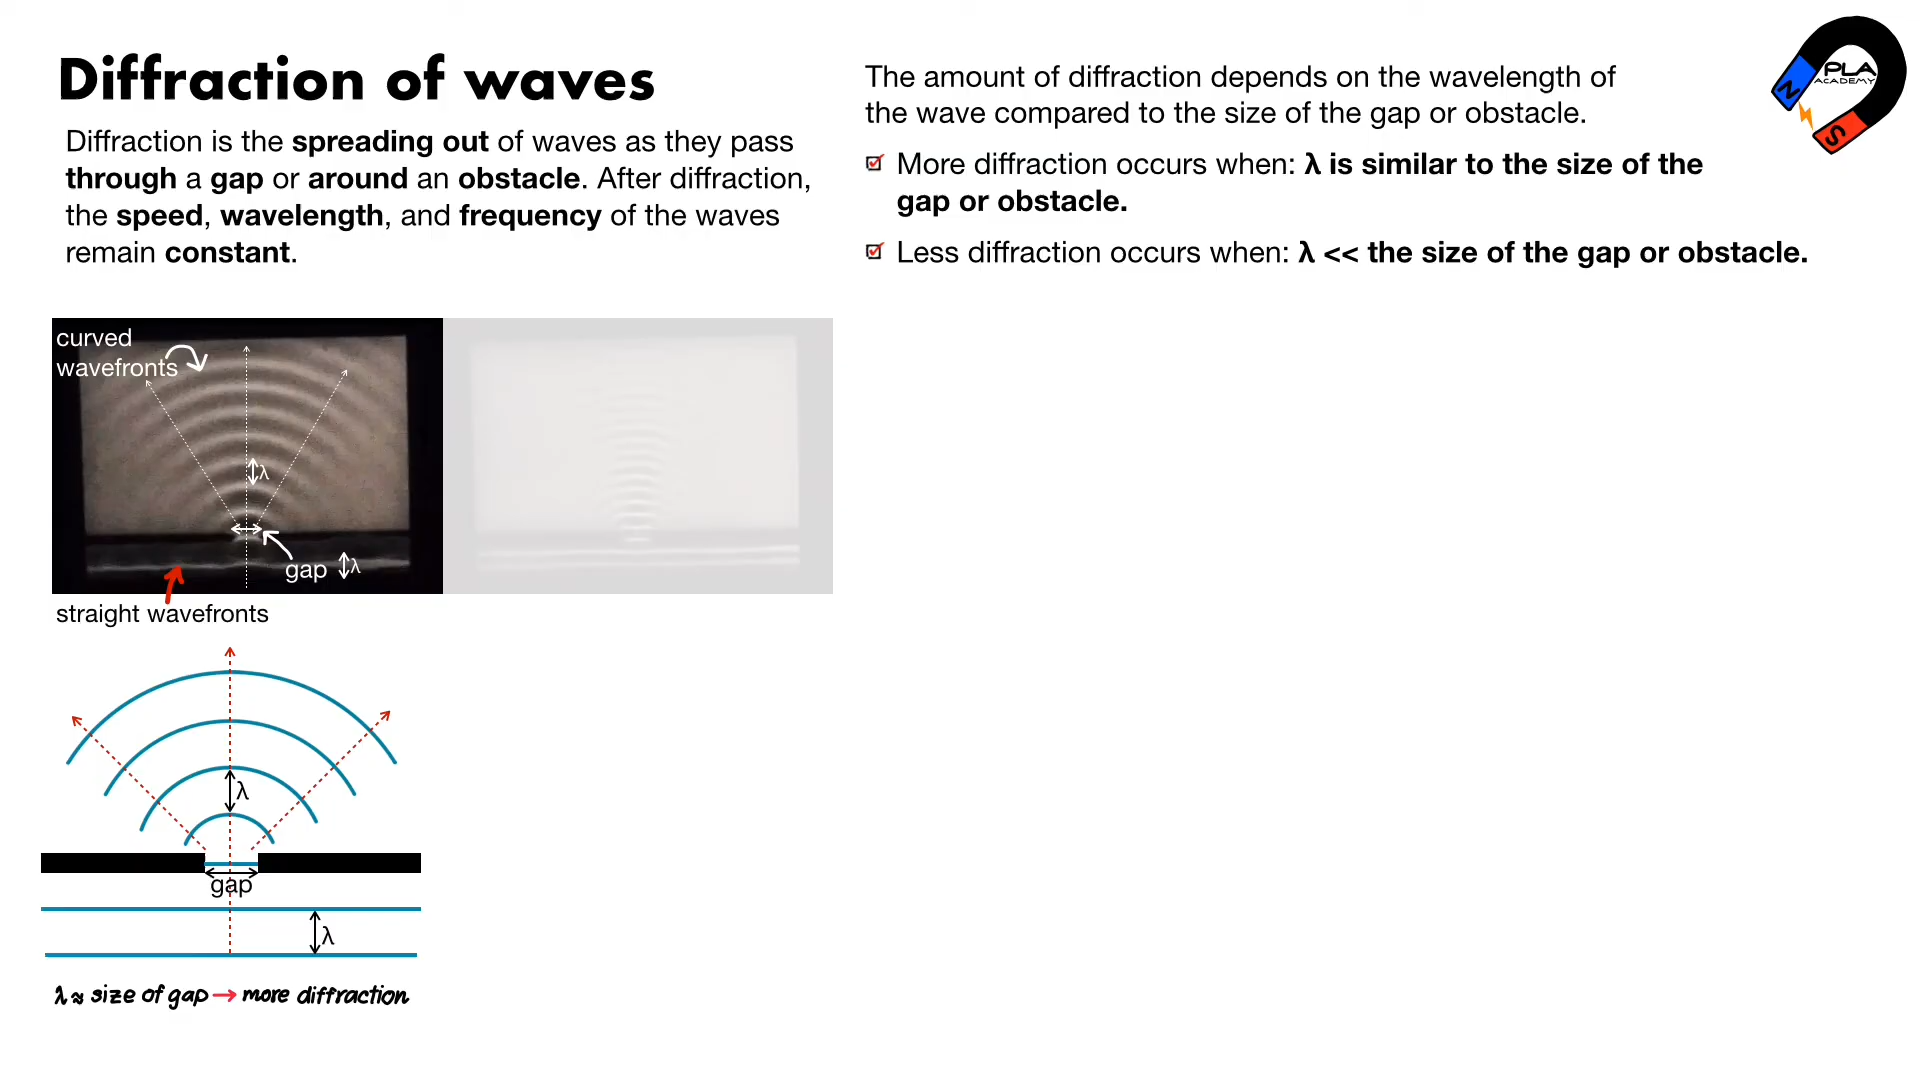 Diffraction of waves
Diffraction is the spreading out of waves as they pass
through a gap or around an obstacle. After diffraction,
the speed, wavelength, and frequency of the waves
remain constant.
The amount of diffraction depends on the wavelength of
the wave compared to the size of the gap or obstacle.
More diffraction occurs when: λ is similar to the size of the
gap or obstacle.
Less diffraction occurs when: λ << the size of the gap or obstacle.
N
PLA
ACADEMY
S
curved
wavefronts
λ
gap
λ
straight wavefronts
λ
gap
λ
λ ≈ size of gap → more diffraction